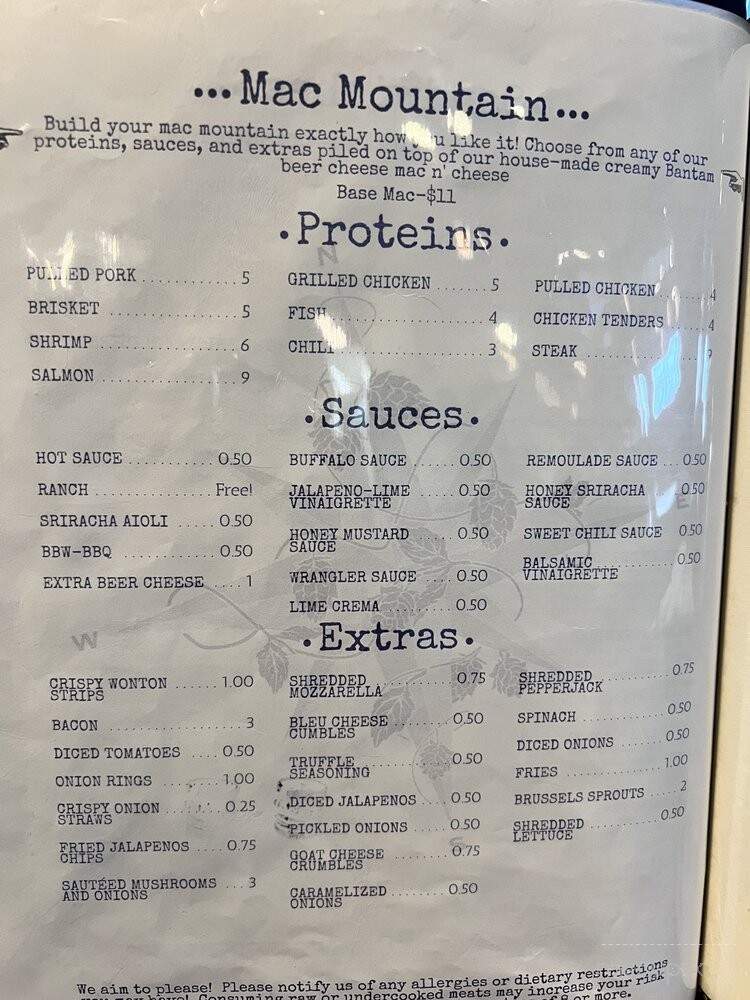 ...Mac Mountain...
Build your mac mountain exactly how you like it! Choose from any of our
proteins, sauces, and extras piled on top of our house-made creamy Bantam
beer cheese mac n' cheese
Base Mac-$11
·Proteins·
PULLED PORK ............ 5
BRISKET ................ 5
SHRIMP ................. 6
SALMON ................. 9
GRILLED CHICKEN ....... 5
FISH ................... 4
CHILI .................. 3
PULLED CHICKEN ..... 4
CHICKEN TENDERS ..... 4
STEAK ...............
·Sauces·
HOT SAUCE ........... 0.50
RANCH ............... Free!
SRIRACHA AIOLI ..... 0.50
BBW-BBQ ............. 0.50
EXTRA BEER CHEESE .... 1
BUFFALO SAUCE ...... 0.50
JALAPENO-LIME ...... 0.50
VINAIGRETTE
HONEY MUSTARD ...... 0.50
SAUCE
WRANGLER SAUCE .... 0.50
LIME CREMA ......... 0.50
REMOULADE SAUCE ... 0.50
HONEY SRIRACHA .... 0.50
SAUCE
SWEET CHILI SAUCE 0.50
BALSAMIC ........... 0.50
VINAIGRETTE
·Extras·
CRISPY WONTON ...... 1.00
STRIPS
BACON ................. 3
DICED TOMATOES .... 0.50
ONION RINGS ........ 1.00
CRISPY ONION ....... 0.25
STRAWS
FRIED JALAPENOS .... 0.75
CHIPS
SAUTÉED MUSHROOMS ... 3
AND ONIONS
SHREDDED ........... 0.75
MOZZARELLA
BLEU CHEESE ........ 0.50
CUMBLES
TRUFFLE ............ 0.50
SEASONING
DICED JALAPENOS .... 0.50
PICKLED ONIONS ..... 0.50
GOAT CHEESE ........ 0.75
CRUMBLES
CARAMELIZED ........ 0.50
ONIONS
SHREDDED ........... 0.75
PEPPERJACK
SPINACH ............ 0.50
DICED ONIONS ...... 0.50
FRIES .............. 1.00
BRUSSELS SPROUTS ..... 2
SHREDDED ........... 0.50
LETTUCE
N
E
S
W
We aim to please! Please notify us of any allergies or dietary restrictions
you may have! Consuming raw or undercooked meats may increase your risk
of 6 or more.